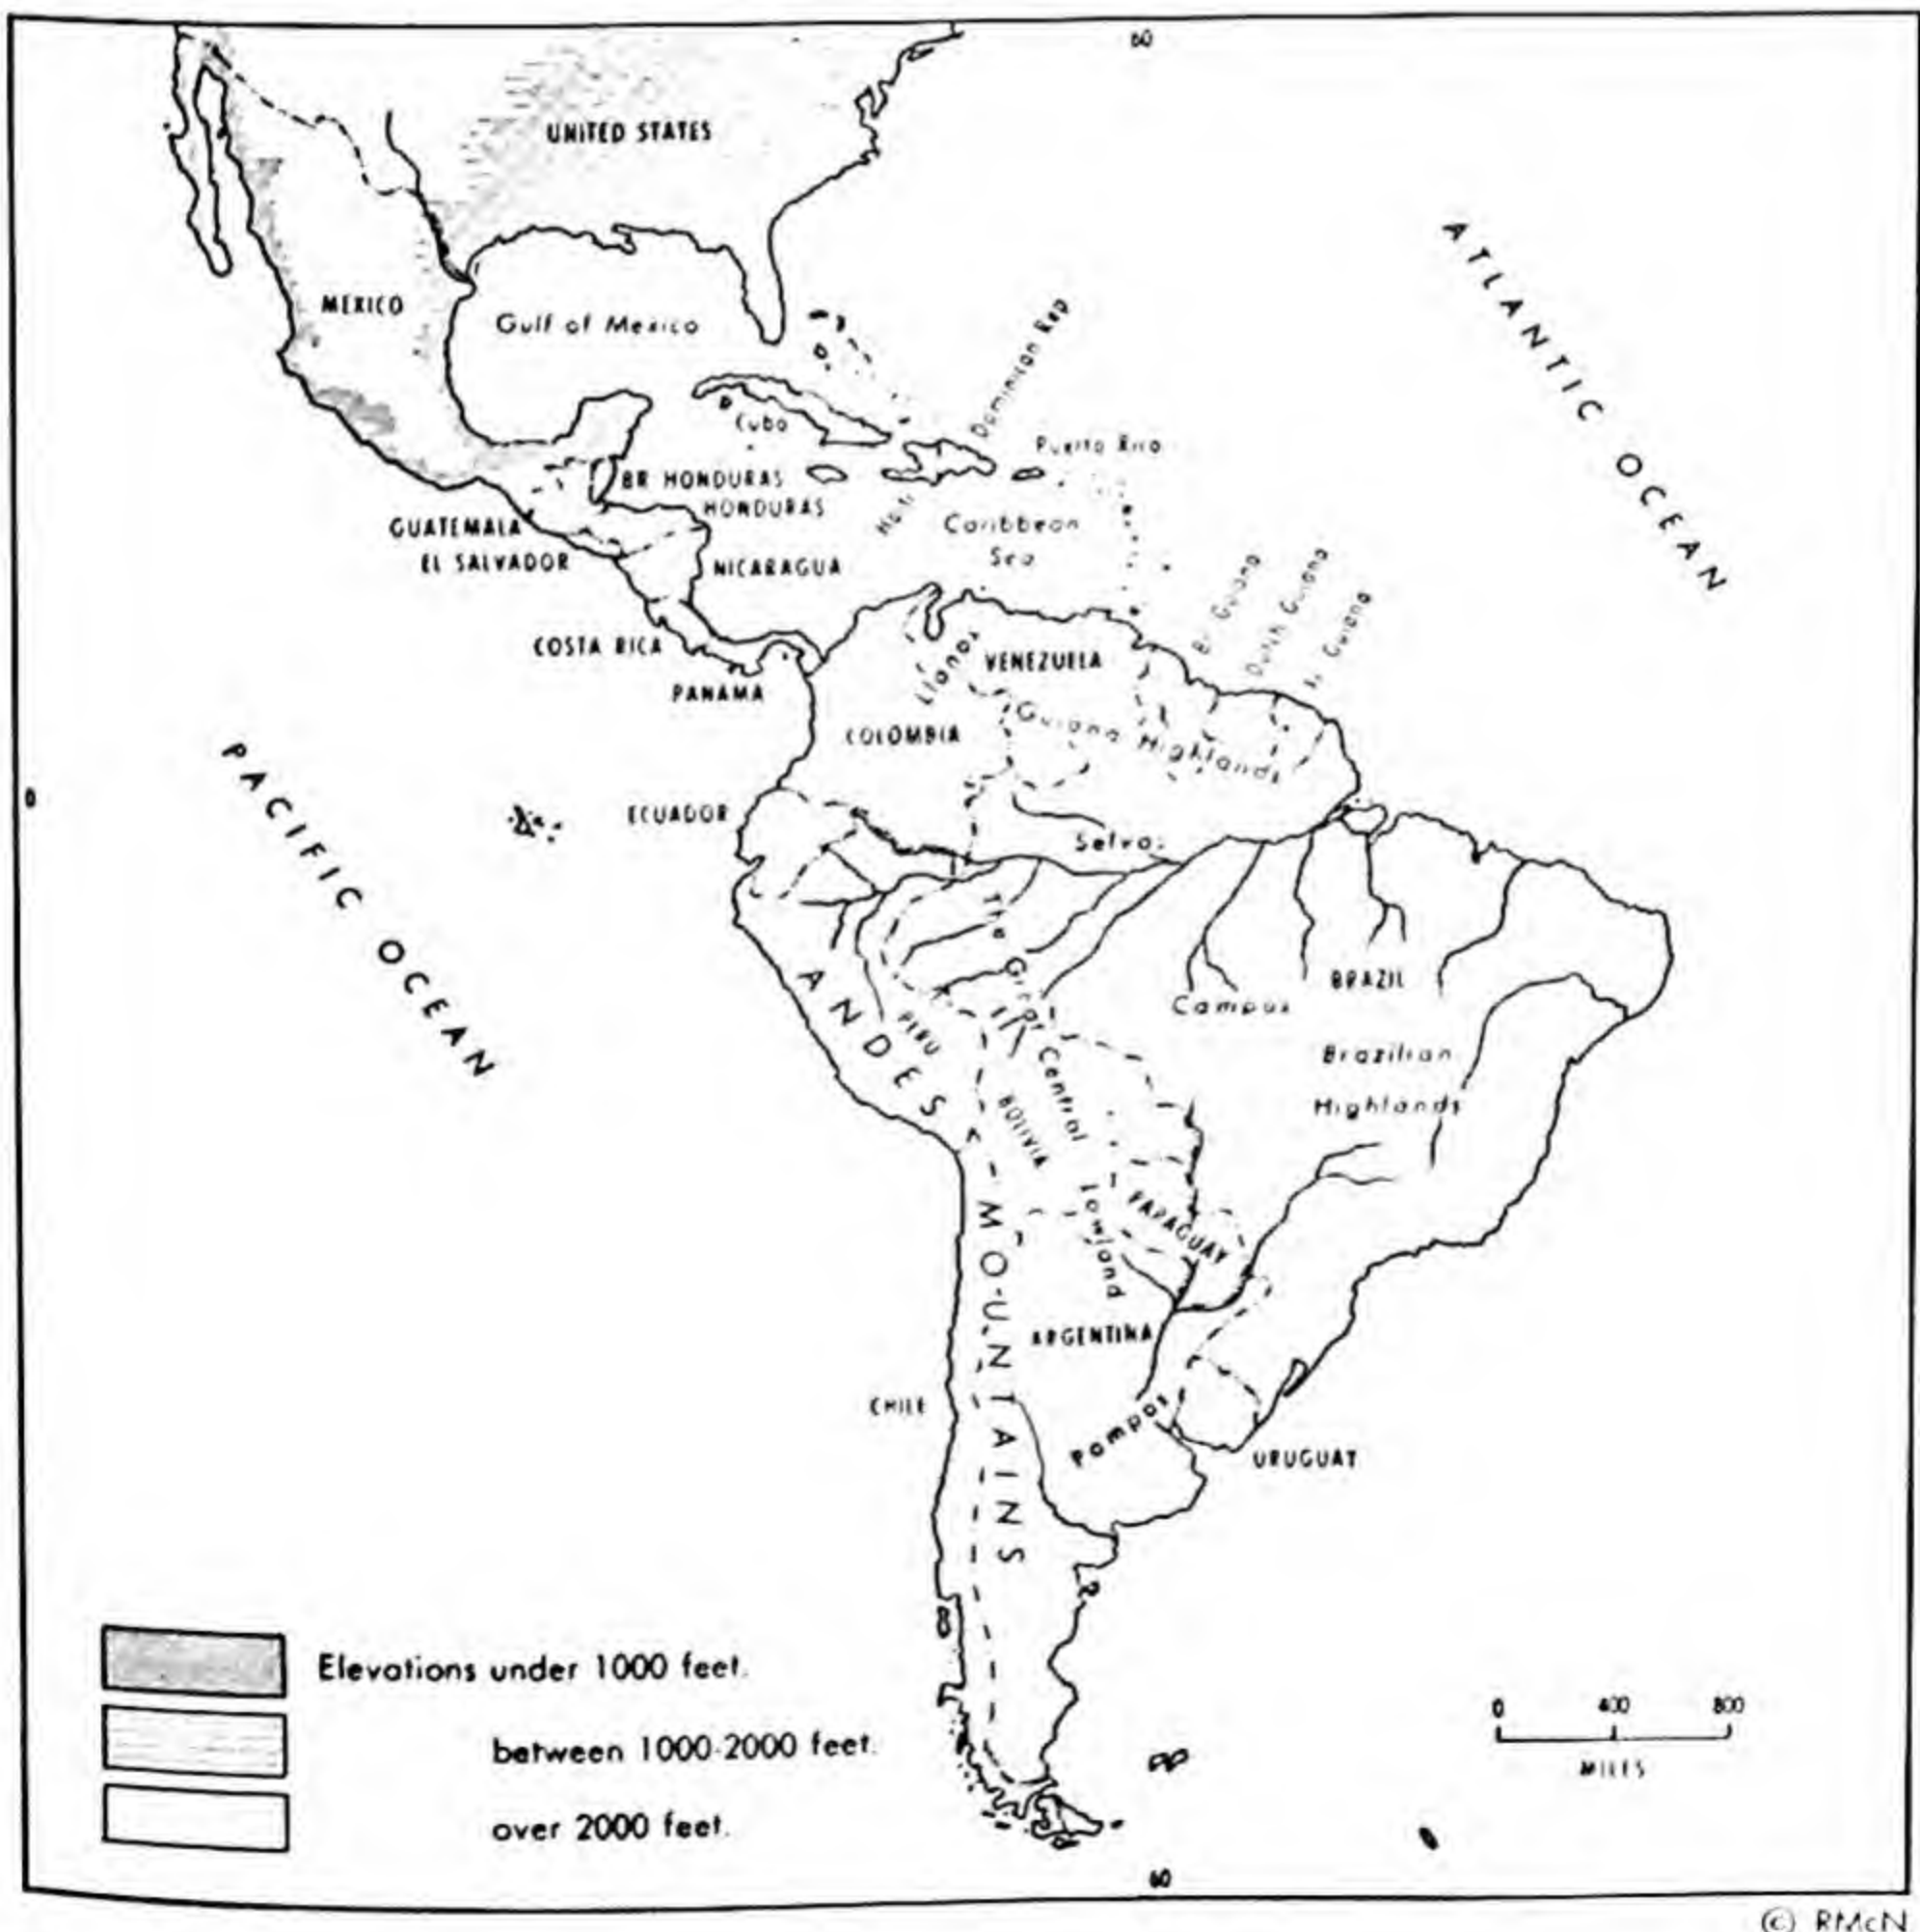 60
UNITED STATES
ATLANTIC OCEAN
MEXICO
Gulf of Mexico
Dominican Rep
Cuba
Puerto Rico
BR HONDURAS
HONDURAS
Haiti
GUATEMALA
Caribbean
Sea
EL SALVADOR
NICARAGUA
Br Guiana
Dutch Guiana
Fr Guiana
COSTA RICA
Llanos
VENEZUELA
PANAMA
COLOMBIA
Guiana Highlands
PACIFIC OCEAN
0
ECUADOR
Selvas
The Great Central Lowland
BRAZIL
Campus
ANDES MOUNTAINS
PERU
Brazilian
Highlands
BOLIVIA
PARAGUAY
ARGENTINA
CHILE
Pampas
URUGUAY
Elevations under 1000 feet.
between 1000-2000 feet.
over 2000 feet.
0 400 800
MILES
60
© RMcN